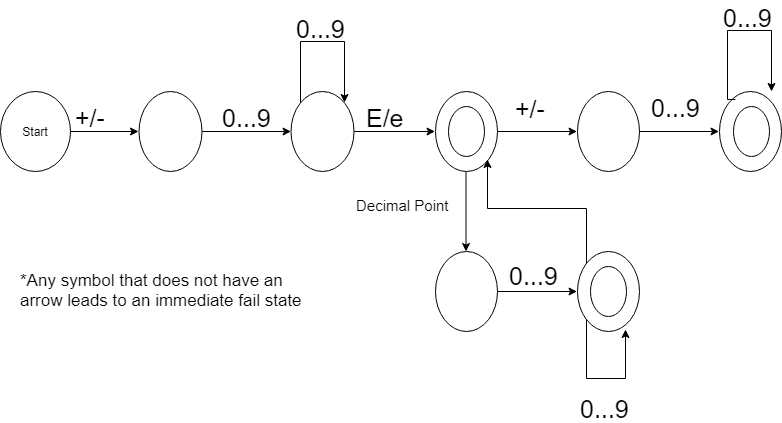 0...9
0...9
+/-
0...9
E/e
+/-
0...9
Start
Decimal Point
0...9
*Any symbol that does not have an
arrow leads to an immediate fail state
0...9